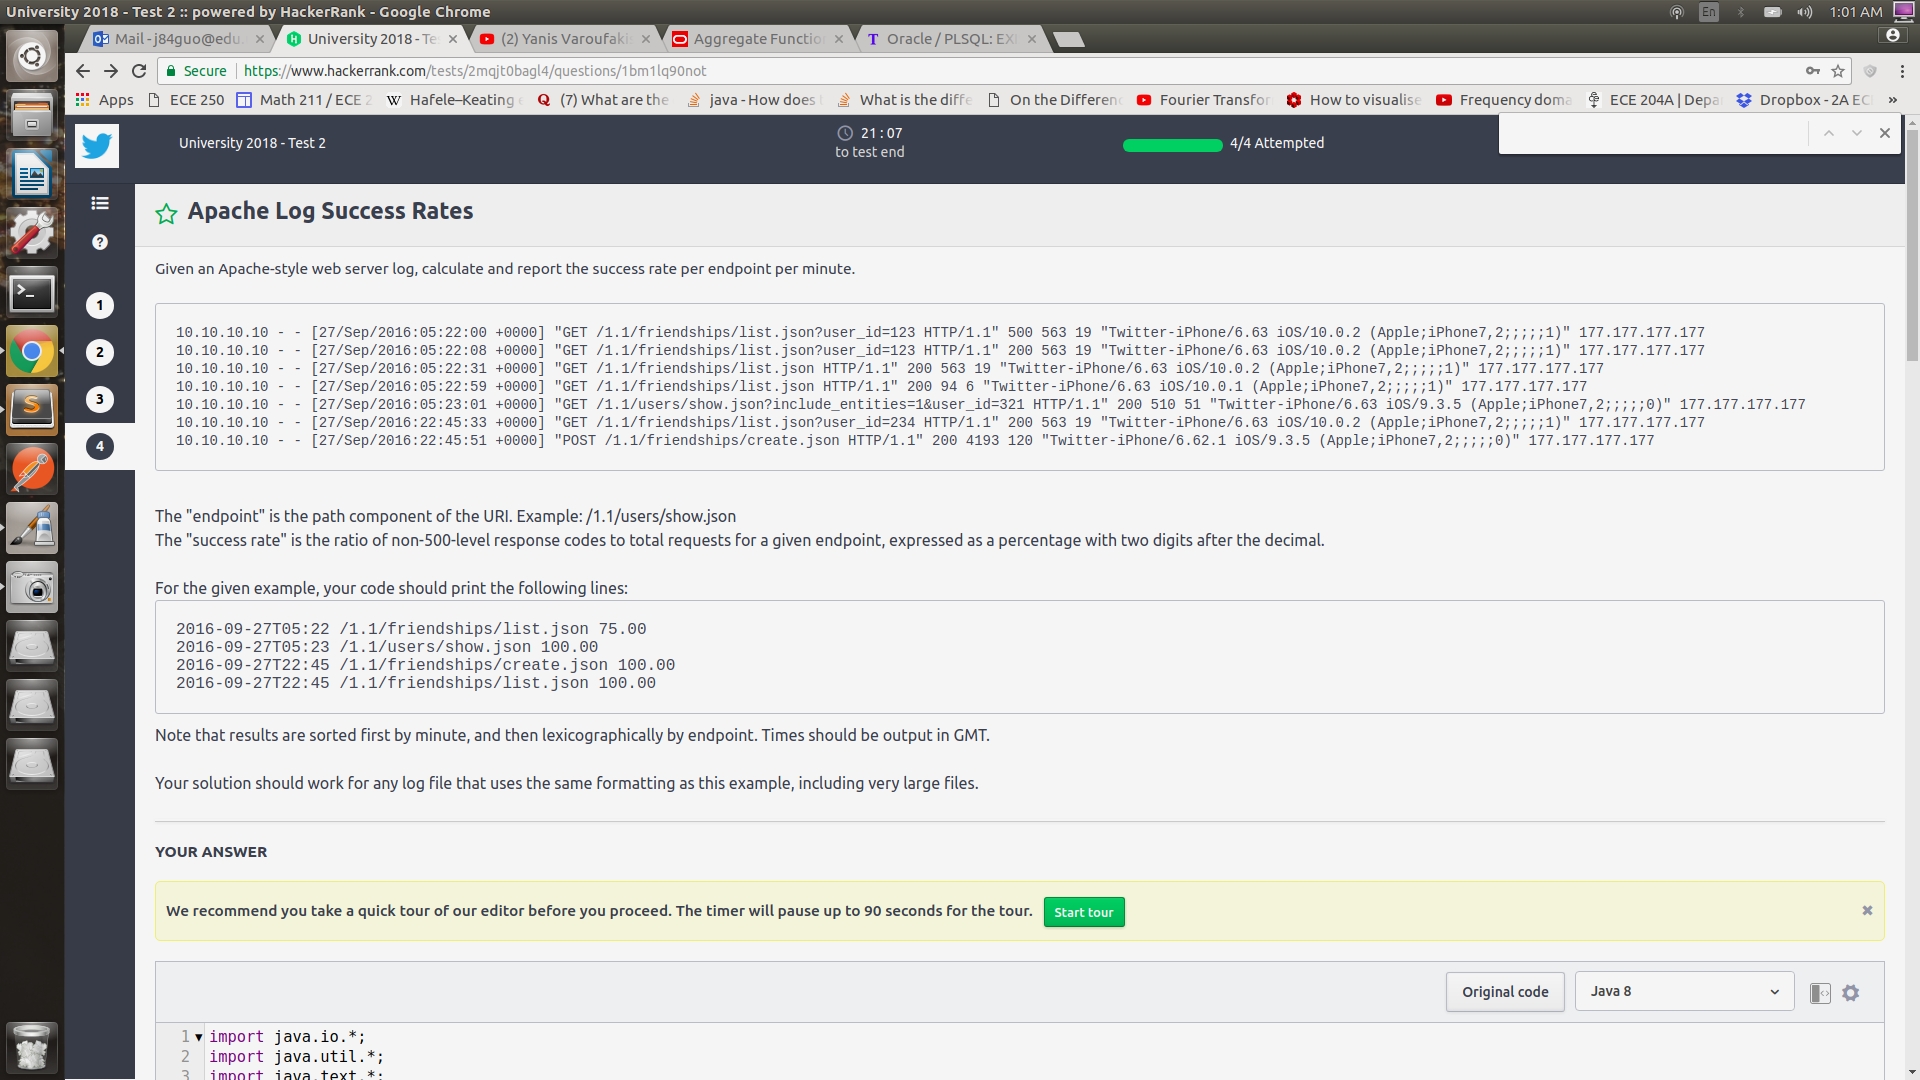 University 2018 - Test 2 :: powered by HackerRank - Google Chrome
En
1:01 AM
Mail - j84guo@edu.
University 2018 - Te
(2) Yanis Varoufaki
Aggregate Functio
Oracle / PLSQL: EX
Secure
https://www.hackerrank.com/tests/2mqjt0bagl4/questions/1bm1lq90not
Apps
ECE 250
Math 211 / ECE 2
Hafele–Keating e
(7) What are the
java - How does
What is the diffe
On the Differen
Fourier Transfor
How to visualise
Frequency doma
ECE 204A | Depa
Dropbox - 2A EC
»
University 2018 - Test 2
21 : 07
to test end
4/4 Attempted
?
1
2
3
4
Apache Log Success Rates
Given an Apache-style web server log, calculate and report the success rate per endpoint per minute.
10.10.10.10 - - [27/Sep/2016:05:22:00 +0000] "GET /1.1/friendships/list.json?user_id=123 HTTP/1.1" 500 563 19 "Twitter-iPhone/6.63 iOS/10.0.2 (Apple;iPhone7,2;;;;;1)" 177.177.177.177
10.10.10.10 - - [27/Sep/2016:05:22:08 +0000] "GET /1.1/friendships/list.json?user_id=123 HTTP/1.1" 200 563 19 "Twitter-iPhone/6.63 iOS/10.0.2 (Apple;iPhone7,2;;;;;1)" 177.177.177.177
10.10.10.10 - - [27/Sep/2016:05:22:31 +0000] "GET /1.1/friendships/list.json HTTP/1.1" 200 563 19 "Twitter-iPhone/6.63 iOS/10.0.2 (Apple;iPhone7,2;;;;;1)" 177.177.177.177
10.10.10.10 - - [27/Sep/2016:05:22:59 +0000] "GET /1.1/friendships/list.json HTTP/1.1" 200 94 6 "Twitter-iPhone/6.63 iOS/10.0.1 (Apple;iPhone7,2;;;;;1)" 177.177.177.177
10.10.10.10 - - [27/Sep/2016:05:23:01 +0000] "GET /1.1/users/show.json?include_entities=1&user_id=321 HTTP/1.1" 200 510 51 "Twitter-iPhone/6.63 iOS/9.3.5 (Apple;iPhone7,2;;;;;0)" 177.177.177.177
10.10.10.10 - - [27/Sep/2016:22:45:33 +0000] "GET /1.1/friendships/list.json?user_id=234 HTTP/1.1" 200 563 19 "Twitter-iPhone/6.63 iOS/10.0.2 (Apple;iPhone7,2;;;;;1)" 177.177.177.177
10.10.10.10 - - [27/Sep/2016:22:45:51 +0000] "POST /1.1/friendships/create.json HTTP/1.1" 200 4193 120 "Twitter-iPhone/6.62.1 iOS/9.3.5 (Apple;iPhone7,2;;;;;0)" 177.177.177.177
The "endpoint" is the path component of the URI. Example: /1.1/users/show.json
The "success rate" is the ratio of non-500-level response codes to total requests for a given endpoint, expressed as a percentage with two digits after the decimal.
For the given example, your code should print the following lines:
2016-09-27T05:22 /1.1/friendships/list.json 75.00
2016-09-27T05:23 /1.1/users/show.json 100.00
2016-09-27T22:45 /1.1/friendships/create.json 100.00
2016-09-27T22:45 /1.1/friendships/list.json 100.00
Note that results are sorted first by minute, and then lexicographically by endpoint. Times should be output in GMT.
Your solution should work for any log file that uses the same formatting as this example, including very large files.
YOUR ANSWER
We recommend you take a quick tour of our editor before you proceed. The timer will pause up to 90 seconds for the tour.
Start tour
Original code
Java 8
1 import java.io.*;
2 import java.util.*;
3 import java.text.*;